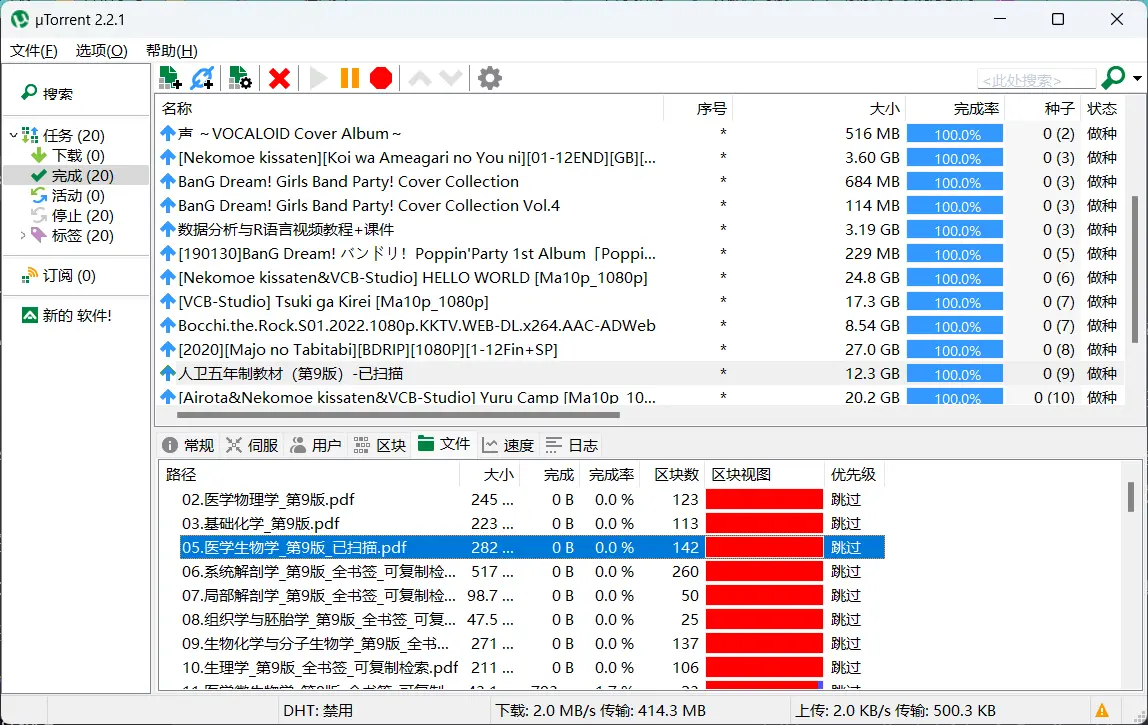 µTorrent 2.2.1
文件(F) 选项(O) 帮助(H)
<此处搜索>
搜索
任务 (20)
下载 (0)
完成 (20)
活动 (0)
停止 (20)
标签 (20)
订阅 (0)
新的 软件!
名称 序号 大小 完成率 种子 状态
声 ~VOCALOID Cover Album~ * 516 MB 100.0% 0 (2) 做种
[Nekomoe kissaten][Koi wa Ameagari no You ni][01-12END][GB][... * 3.60 GB 100.0% 0 (3) 做种
BanG Dream! Girls Band Party! Cover Collection * 684 MB 100.0% 0 (3) 做种
BanG Dream! Girls Band Party! Cover Collection Vol.4 * 114 MB 100.0% 0 (3) 做种
数据分析与R语言视频教程+课件 * 3.19 GB 100.0% 0 (3) 做种
[190130]BanG Dream! バンドリ! Poppin'Party 1st Album「Poppi... * 229 MB 100.0% 0 (5) 做种
[Nekomoe kissaten&VCB-Studio] HELLO WORLD [Ma10p_1080p] * 24.8 GB 100.0% 0 (6) 做种
[VCB-Studio] Tsuki ga Kirei [Ma10p_1080p] * 17.3 GB 100.0% 0 (7) 做种
Bocchi.the.Rock.S01.2022.1080p.KKTV.WEB-DL.x264.AAC-ADWeb * 8.54 GB 100.0% 0 (7) 做种
[2020][Majo no Tabitabi][BDRIP][1080P][1-12Fin+SP] * 27.0 GB 100.0% 0 (8) 做种
人卫五年制教材（第9版）-已扫描 * 12.3 GB 100.0% 0 (9) 做种
[Airota&Nekomoe kissaten&VCB-Studio] Yuru Camp [Ma10p_10... * 20.2 GB 100.0% 0 (10) 做种
常规 伺服 用户 区块 文件 速度 日志
路径 大小 完成 完成率 区块数 区块视图 优先级
02.医学物理学_第9版.pdf 245 ... 0 B 0.0 % 123 跳过
03.基础化学_第9版.pdf 223 ... 0 B 0.0 % 113 跳过
05.医学生物学_第9版_已扫描.pdf 282 ... 0 B 0.0 % 142 跳过
06.系统解剖学_第9版_全书签_可复制检... 517 ... 0 B 0.0 % 260 跳过
07.局部解剖学_第9版_全书签_可复制检... 98.7 ... 0 B 0.0 % 50 跳过
08.组织学与胚胎学_第9版_全书签_可复... 47.5 ... 0 B 0.0 % 25 跳过
09.生物化学与分子生物学_第9版_全书... 271 ... 0 B 0.0 % 137 跳过
10.生理学_第9版_全书签_可复制检索.pdf 211 ... 0 B 0.0 % 106 跳过
DHT: 禁用 下载: 2.0 MB/s 传输: 414.3 MB 上传: 2.0 KB/s 传输: 500.3 KB